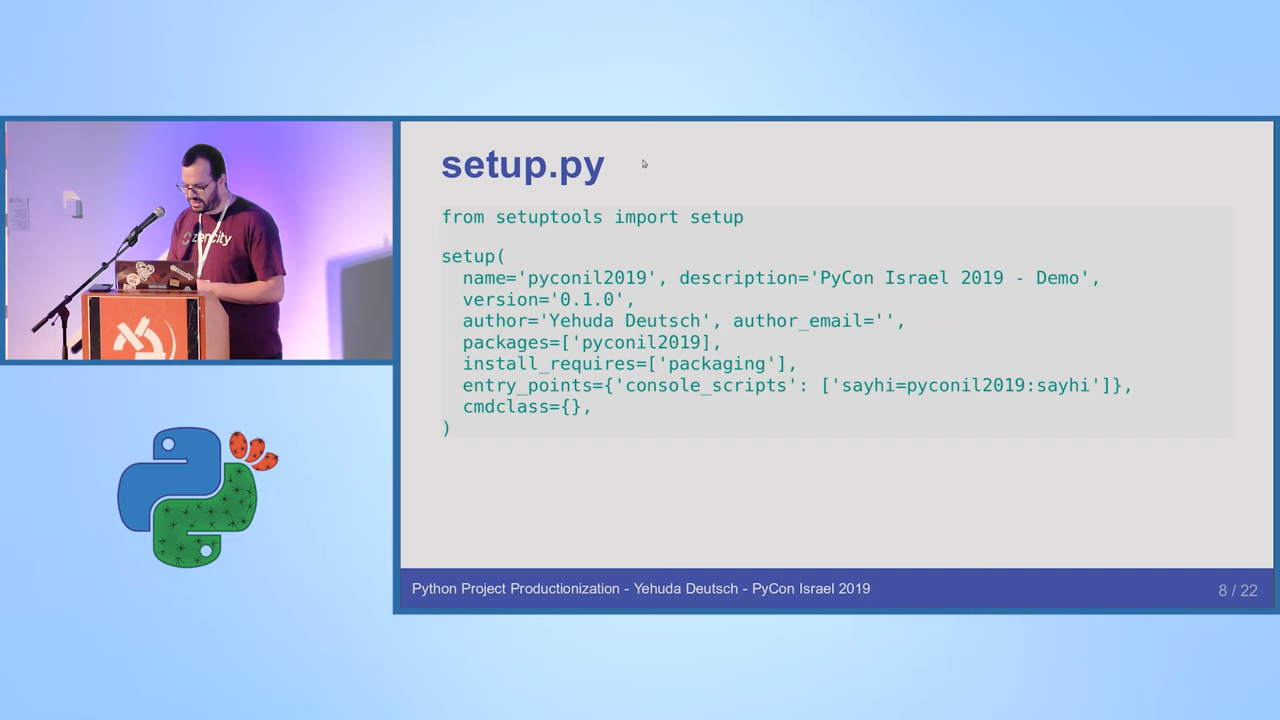 zencity
setup.py
from setuptools import setup
setup(
name='pyconil2019', description='PyCon Israel 2019 - Demo',
version='0.1.0',
author='Yehuda Deutsch', author_email='',
packages=['pyconil2019],
install_requires=['packaging'],
entry_points={'console_scripts': ['sayhi=pyconil2019:sayhi']},
cmdclass={},
)
Python Project Productionization - Yehuda Deutsch - PyCon Israel 2019
8 / 22